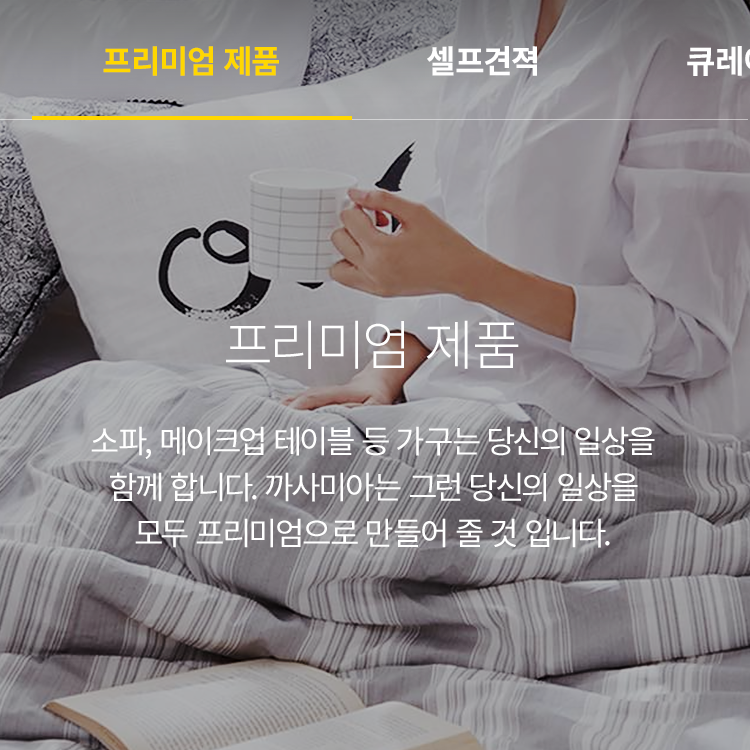 프리미엄 제품 셀프견젹
프리미엄 제품
소파, 메이크업 테이블 등 가구는 당신의 일상을
함께 합니다. 까사미아는 그런 당신의 일상을
모두 프리미엄으로 만들어 줄 것 입니다.